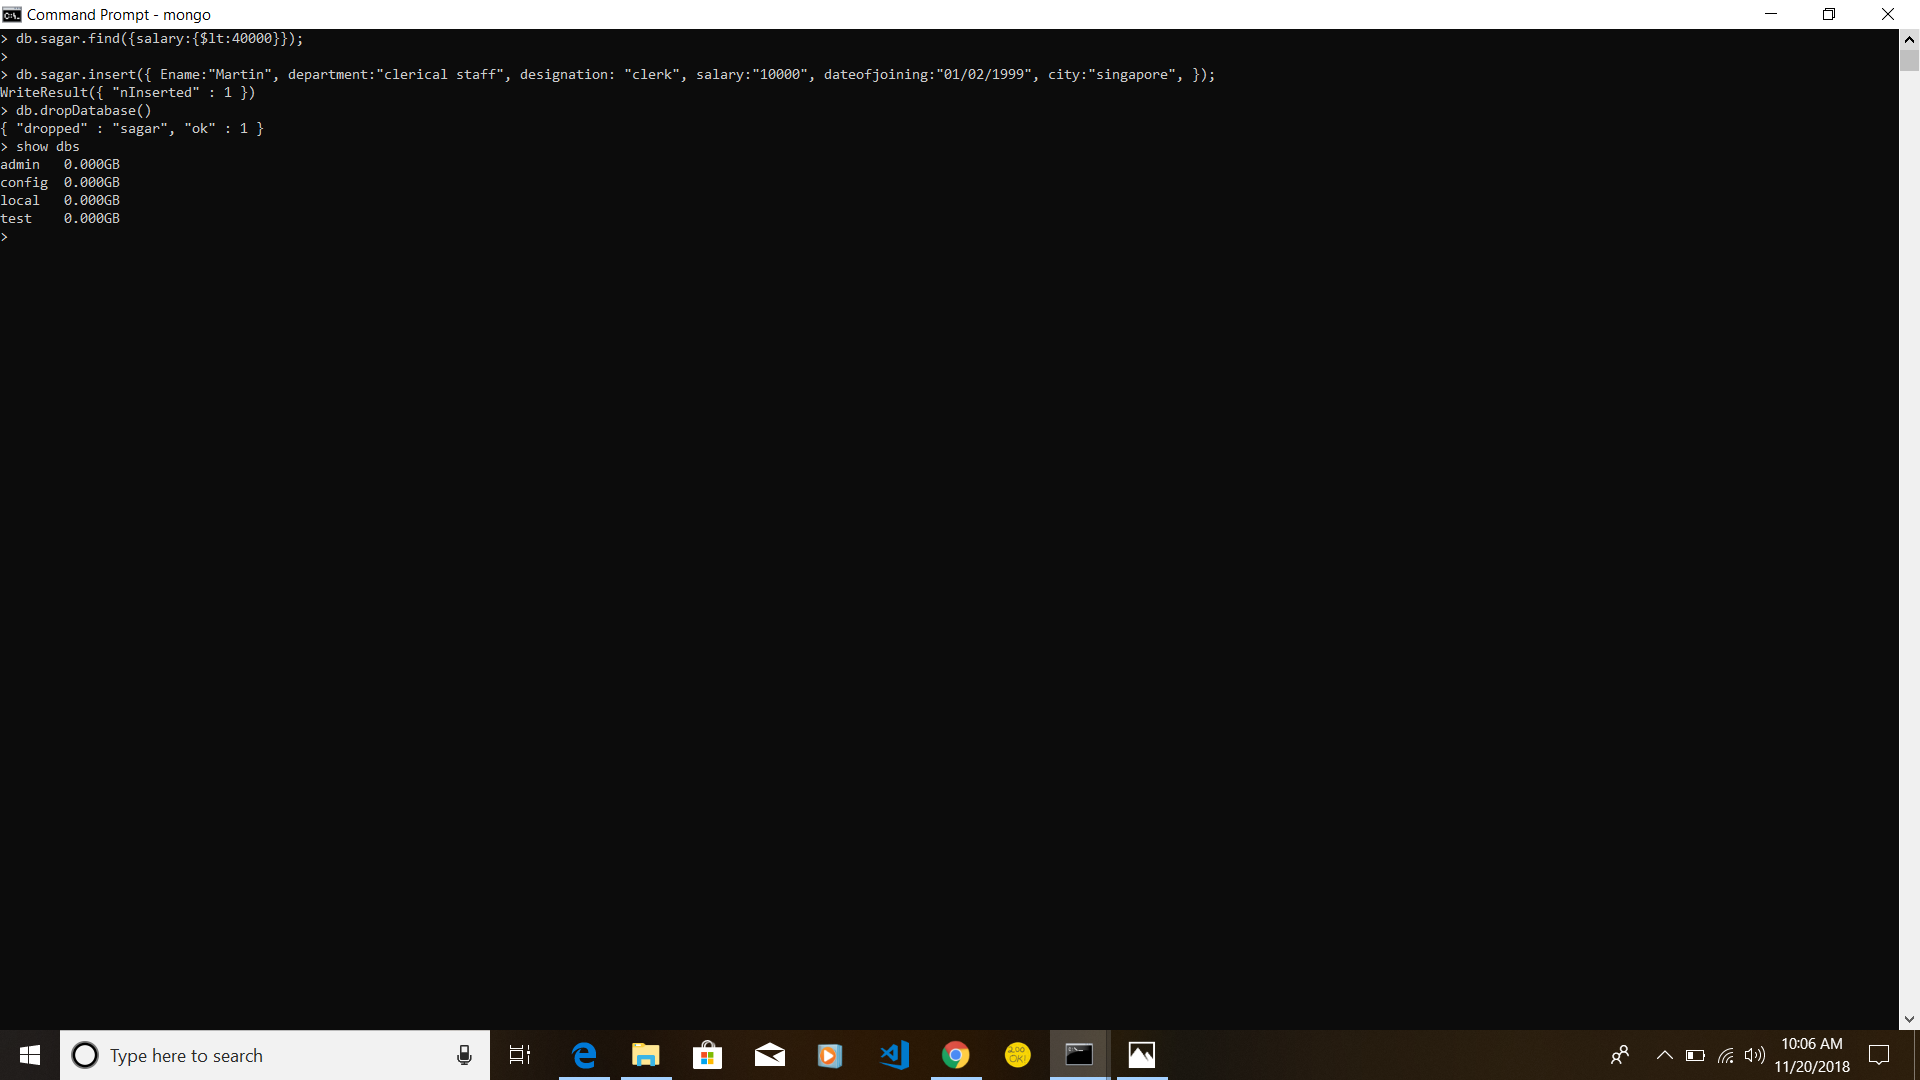 Command Prompt - mongo
> db.sagar.find({salary:{$lt:40000}});
>
> db.sagar.insert({ Ename:"Martin", department:"clerical staff", designation: "clerk", salary:"10000", dateofjoining:"01/02/1999", city:"singapore", });
WriteResult({ "nInserted" : 1 })
> db.dropDatabase()
{ "dropped" : "sagar", "ok" : 1 }
> show dbs
admin   0.000GB
config  0.000GB
local   0.000GB
test    0.000GB
>
Type here to search
200
OK!
10:06 AM
11/20/2018